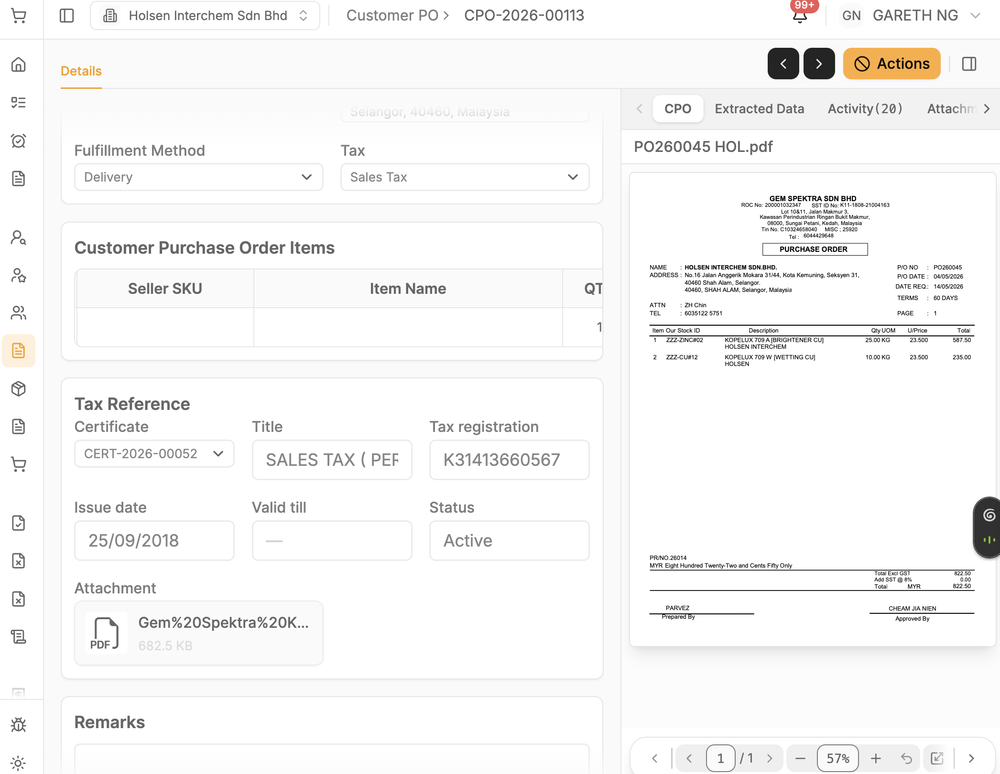 Holsen Interchem Sdn Bhd
Customer PO > CPO-2026-00113
99+
GN GARETH NG
Details
Actions
Selangor, 40460, Malaysia
Fulfillment Method
Tax
Delivery
Sales Tax
Customer Purchase Order Items
Seller SKU
Item Name
QT
1
Tax Reference
Certificate
Title
Tax registration
CERT-2026-00052
SALES TAX ( PER
K31413660567
Issue date
Valid till
Status
25/09/2018
—
Active
Attachment
PDF
Gem%20Spektra%20K...
682.5 KB
Remarks
CPO
Extracted Data
Activity(20)
Attachm
PO260045 HOL.pdf
GEM SPEKTRA SDN BHD
ROC No: 200001032347 SST ID No: K11-1808-21004163
Lot 10&11, Jalan Makmur 3,
Kawasan Perindustrian Ringan Bukit Makmur,
08000, Sungai Petani, Kedah, Malaysia
Tin No. C10324658040 MISC ; 25920
Tel : 6044429648
PURCHASE ORDER
NAME : HOLSEN INTERCHEM SDN.BHD.
ADDRESS : No.16 Jalan Anggerik Mokara 31/44, Kota Kemuning, Seksyen 31,
40460 Shah Alam, Selangor.
40460, SHAH ALAM, Selangor, Malaysia
ATTN : ZH Chin
TEL : 6035122 5751
P/O NO : PO260045
P/O DATE : 04/05/2026
DATE REQ.: 14/05/2026
TERMS : 60 DAYS
PAGE : 1
Item Our Stock ID Description Qty UOM U/Price Total
1 ZZZ-ZINC#02 KOPELUX 709 A [BRIGHTENER CU] 25.00 KG 23.500 587.50
HOLSEN INTERCHEM
2 ZZZ-CU#12 KOPELUX 709 W [WETTING CU] 10.00 KG 23.500 235.00
HOLSEN
PR/NO.26014
MYR Eight Hundred Twenty-Two and Cents Fifty Only
Total Excl GST 822.50
Add SST @ 8% 0.00
Total MYR 822.50
PARVEZ
Prepared By
CHEAM JIA NIEN
Approved By
1 / 1
57%